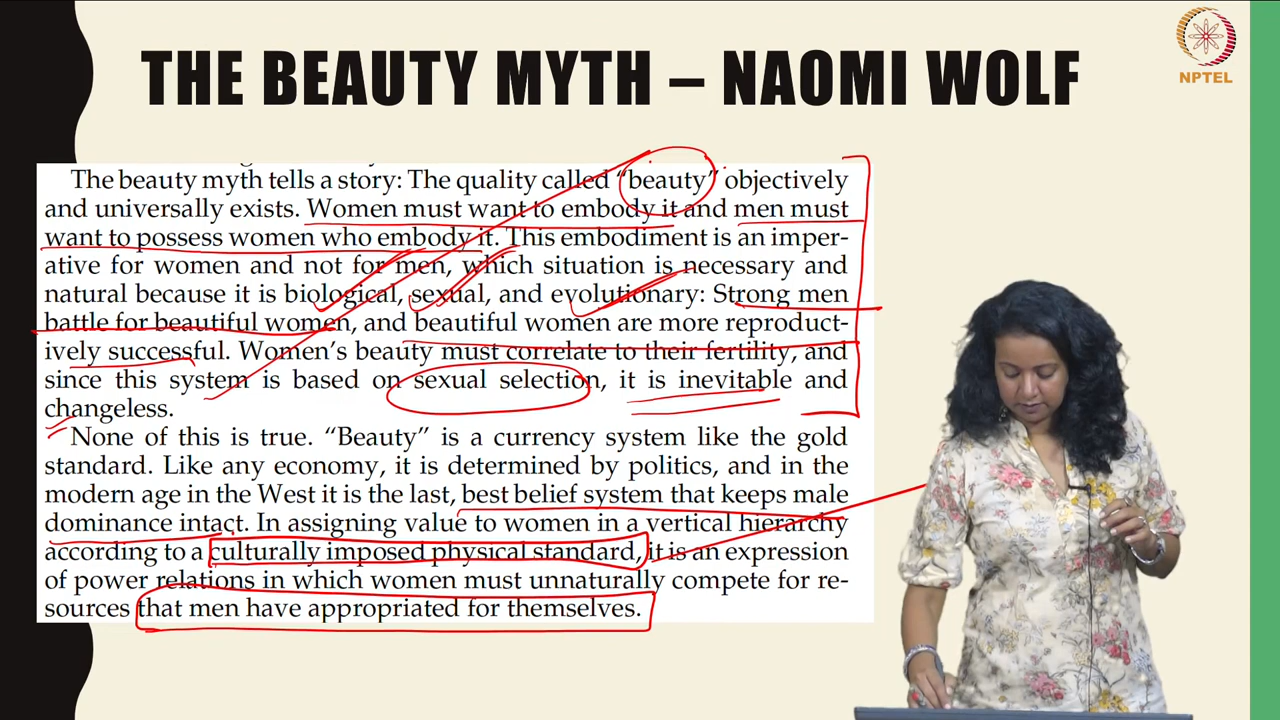 THE BEAUTY MYTH – NAOMI WOLF
NPTEL
The beauty myth tells a story: The quality called “beauty” objectively
and universally exists. Women must want to embody it and men must
want to possess women who embody it. This embodiment is an imper-
ative for women and not for men, which situation is necessary and
natural because it is biological, sexual, and evolutionary: Strong men
battle for beautiful women, and beautiful women are more reproduct-
ively successful. Women’s beauty must correlate to their fertility, and
since this system is based on sexual selection, it is inevitable and
changeless.
None of this is true. “Beauty” is a currency system like the gold
standard. Like any economy, it is determined by politics, and in the
modern age in the West it is the last, best belief system that keeps male
dominance intact. In assigning value to women in a vertical hierarchy
according to a culturally imposed physical standard, it is an expression
of power relations in which women must unnaturally compete for re-
sources that men have appropriated for themselves.